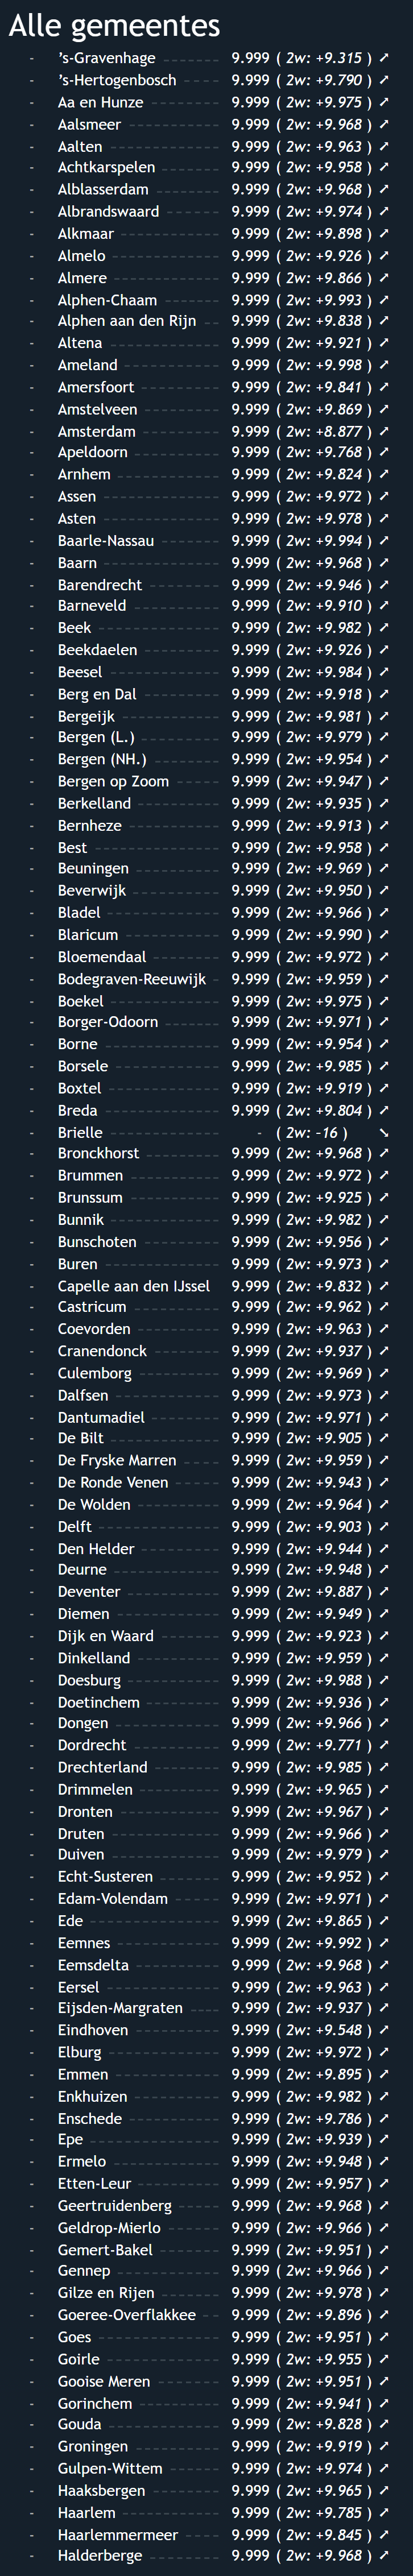 Alle gemeentes
- ’s-Gravenhage 9.999 ( 2w: +9.315 ) ➚
- ’s-Hertogenbosch 9.999 ( 2w: +9.790 ) ➚
- Aa en Hunze 9.999 ( 2w: +9.975 ) ➚
- Aalsmeer 9.999 ( 2w: +9.968 ) ➚
- Aalten 9.999 ( 2w: +9.963 ) ➚
- Achtkarspelen 9.999 ( 2w: +9.958 ) ➚
- Alblasserdam 9.999 ( 2w: +9.968 ) ➚
- Albrandswaard 9.999 ( 2w: +9.974 ) ➚
- Alkmaar 9.999 ( 2w: +9.898 ) ➚
- Almelo 9.999 ( 2w: +9.926 ) ➚
- Almere 9.999 ( 2w: +9.866 ) ➚
- Alphen-Chaam 9.999 ( 2w: +9.993 ) ➚
- Alphen aan den Rijn 9.999 ( 2w: +9.838 ) ➚
- Altena 9.999 ( 2w: +9.921 ) ➚
- Ameland 9.999 ( 2w: +9.998 ) ➚
- Amersfoort 9.999 ( 2w: +9.841 ) ➚
- Amstelveen 9.999 ( 2w: +9.869 ) ➚
- Amsterdam 9.999 ( 2w: +8.877 ) ➚
- Apeldoorn 9.999 ( 2w: +9.768 ) ➚
- Arnhem 9.999 ( 2w: +9.824 ) ➚
- Assen 9.999 ( 2w: +9.972 ) ➚
- Asten 9.999 ( 2w: +9.978 ) ➚
- Baarle-Nassau 9.999 ( 2w: +9.994 ) ➚
- Baarn 9.999 ( 2w: +9.968 ) ➚
- Barendrecht 9.999 ( 2w: +9.946 ) ➚
- Barneveld 9.999 ( 2w: +9.910 ) ➚
- Beek 9.999 ( 2w: +9.982 ) ➚
- Beekdaelen 9.999 ( 2w: +9.926 ) ➚
- Beesel 9.999 ( 2w: +9.984 ) ➚
- Berg en Dal 9.999 ( 2w: +9.918 ) ➚
- Bergeijk 9.999 ( 2w: +9.981 ) ➚
- Bergen (L.) 9.999 ( 2w: +9.979 ) ➚
- Bergen (NH.) 9.999 ( 2w: +9.954 ) ➚
- Bergen op Zoom 9.999 ( 2w: +9.947 ) ➚
- Berkelland 9.999 ( 2w: +9.935 ) ➚
- Bernheze 9.999 ( 2w: +9.913 ) ➚
- Best 9.999 ( 2w: +9.958 ) ➚
- Beuningen 9.999 ( 2w: +9.969 ) ➚
- Beverwijk 9.999 ( 2w: +9.950 ) ➚
- Bladel 9.999 ( 2w: +9.966 ) ➚
- Blaricum 9.999 ( 2w: +9.990 ) ➚
- Bloemendaal 9.999 ( 2w: +9.972 ) ➚
- Bodegraven-Reeuwijk 9.999 ( 2w: +9.959 ) ➚
- Boekel 9.999 ( 2w: +9.975 ) ➚
- Borger-Odoorn 9.999 ( 2w: +9.971 ) ➚
- Borne 9.999 ( 2w: +9.954 ) ➚
- Borsele 9.999 ( 2w: +9.985 ) ➚
- Boxtel 9.999 ( 2w: +9.919 ) ➚
- Breda 9.999 ( 2w: +9.804 ) ➚
- Brielle - ( 2w: -16 ) ➘
- Bronckhorst 9.999 ( 2w: +9.968 ) ➚
- Brummen 9.999 ( 2w: +9.972 ) ➚
- Brunssum 9.999 ( 2w: +9.925 ) ➚
- Bunnik 9.999 ( 2w: +9.982 ) ➚
- Bunschoten 9.999 ( 2w: +9.956 ) ➚
- Buren 9.999 ( 2w: +9.973 ) ➚
- Capelle aan den IJssel 9.999 ( 2w: +9.832 ) ➚
- Castricum 9.999 ( 2w: +9.962 ) ➚
- Coevorden 9.999 ( 2w: +9.963 ) ➚
- Cranendonck 9.999 ( 2w: +9.937 ) ➚
- Culemborg 9.999 ( 2w: +9.969 ) ➚
- Dalfsen 9.999 ( 2w: +9.973 ) ➚
- Dantumadiel 9.999 ( 2w: +9.971 ) ➚
- De Bilt 9.999 ( 2w: +9.905 ) ➚
- De Fryske Marren 9.999 ( 2w: +9.959 ) ➚
- De Ronde Venen 9.999 ( 2w: +9.943 ) ➚
- De Wolden 9.999 ( 2w: +9.964 ) ➚
- Delft 9.999 ( 2w: +9.903 ) ➚
- Den Helder 9.999 ( 2w: +9.944 ) ➚
- Deurne 9.999 ( 2w: +9.948 ) ➚
- Deventer 9.999 ( 2w: +9.887 ) ➚
- Diemen 9.999 ( 2w: +9.949 ) ➚
- Dijk en Waard 9.999 ( 2w: +9.923 ) ➚
- Dinkelland 9.999 ( 2w: +9.959 ) ➚
- Doesburg 9.999 ( 2w: +9.988 ) ➚
- Doetinchem 9.999 ( 2w: +9.936 ) ➚
- Dongen 9.999 ( 2w: +9.966 ) ➚
- Dordrecht 9.999 ( 2w: +9.771 ) ➚
- Drechterland 9.999 ( 2w: +9.985 ) ➚
- Drimmelen 9.999 ( 2w: +9.965 ) ➚
- Dronten 9.999 ( 2w: +9.967 ) ➚
- Druten 9.999 ( 2w: +9.966 ) ➚
- Duiven 9.999 ( 2w: +9.979 ) ➚
- Echt-Susteren 9.999 ( 2w: +9.952 ) ➚
- Edam-Volendam 9.999 ( 2w: +9.971 ) ➚
- Ede 9.999 ( 2w: +9.865 ) ➚
- Eemnes 9.999 ( 2w: +9.992 ) ➚
- Eemsdelta 9.999 ( 2w: +9.968 ) ➚
- Eersel 9.999 ( 2w: +9.963 ) ➚
- Eijsden-Margraten 9.999 ( 2w: +9.937 ) ➚
- Eindhoven 9.999 ( 2w: +9.548 ) ➚
- Elburg 9.999 ( 2w: +9.972 ) ➚
- Emmen 9.999 ( 2w: +9.895 ) ➚
- Enkhuizen 9.999 ( 2w: +9.982 ) ➚
- Enschede 9.999 ( 2w: +9.786 ) ➚
- Epe 9.999 ( 2w: +9.939 ) ➚
- Ermelo 9.999 ( 2w: +9.948 ) ➚
- Etten-Leur 9.999 ( 2w: +9.957 ) ➚
- Geertruidenberg 9.999 ( 2w: +9.968 ) ➚
- Geldrop-Mierlo 9.999 ( 2w: +9.966 ) ➚
- Gemert-Bakel 9.999 ( 2w: +9.951 ) ➚
- Gennep 9.999 ( 2w: +9.966 ) ➚
- Gilze en Rijen 9.999 ( 2w: +9.978 ) ➚
- Goeree-Overflakkee 9.999 ( 2w: +9.896 ) ➚
- Goes 9.999 ( 2w: +9.951 ) ➚
- Goirle 9.999 ( 2w: +9.955 ) ➚
- Gooise Meren 9.999 ( 2w: +9.951 ) ➚
- Gorinchem 9.999 ( 2w: +9.941 ) ➚
- Gouda 9.999 ( 2w: +9.828 ) ➚
- Groningen 9.999 ( 2w: +9.919 ) ➚
- Gulpen-Wittem 9.999 ( 2w: +9.974 ) ➚
- Haaksbergen 9.999 ( 2w: +9.965 ) ➚
- Haarlem 9.999 ( 2w: +9.785 ) ➚
- Haarlemmermeer 9.999 ( 2w: +9.845 ) ➚
- Halderberge 9.999 ( 2w: +9.968 ) ➚